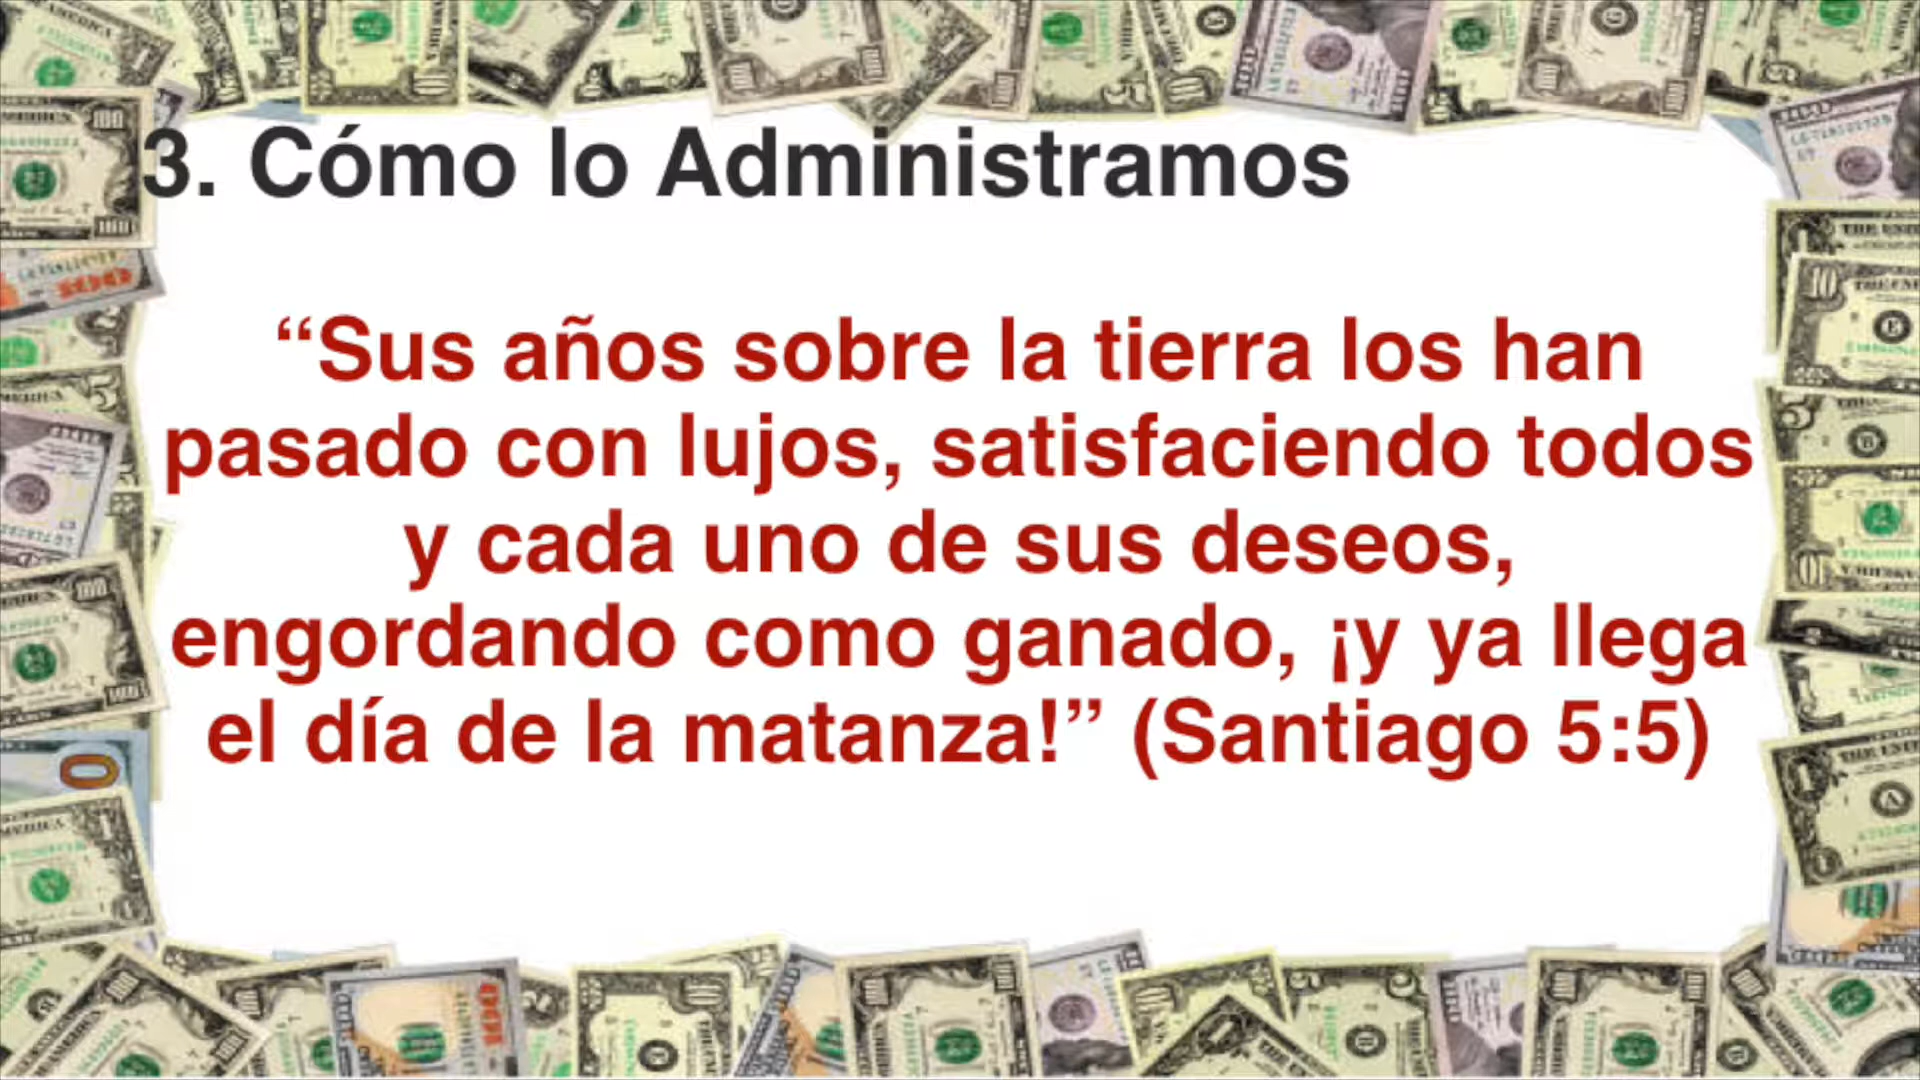 3. Cómo lo Administramos
“Sus años sobre la tierra los han
pasado con lujos, satisfaciendo todos
y cada uno de sus deseos,
engordando como ganado, ¡y ya llega
el día de la matanza!” (Santiago 5:5)